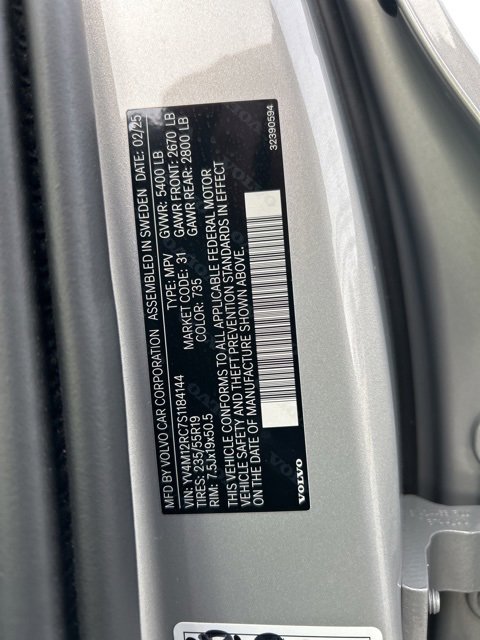 MFD BY VOLVO CAR CORPORATION ASSEMBLED IN SWEDEN DATE: 02/25
VIN: YV4M12RC7S1184144 TYPE: MPV GVWR: 5400 LB
TIRES: 235/55R19 MARKET CODE: 31 GAWR FRONT: 2670 LB
RIM: 7.5Jx19x50.5 COLOR: 735 GAWR REAR: 2800 LB
THIS VEHICLE CONFORMS TO ALL APPLICABLE FEDERAL MOTOR
VEHICLE SAFETY AND THEFT PREVENTION STANDARDS IN EFFECT
ON THE DATE OF MANUFACTURE SHOWN ABOVE.
VOLVO
32390594